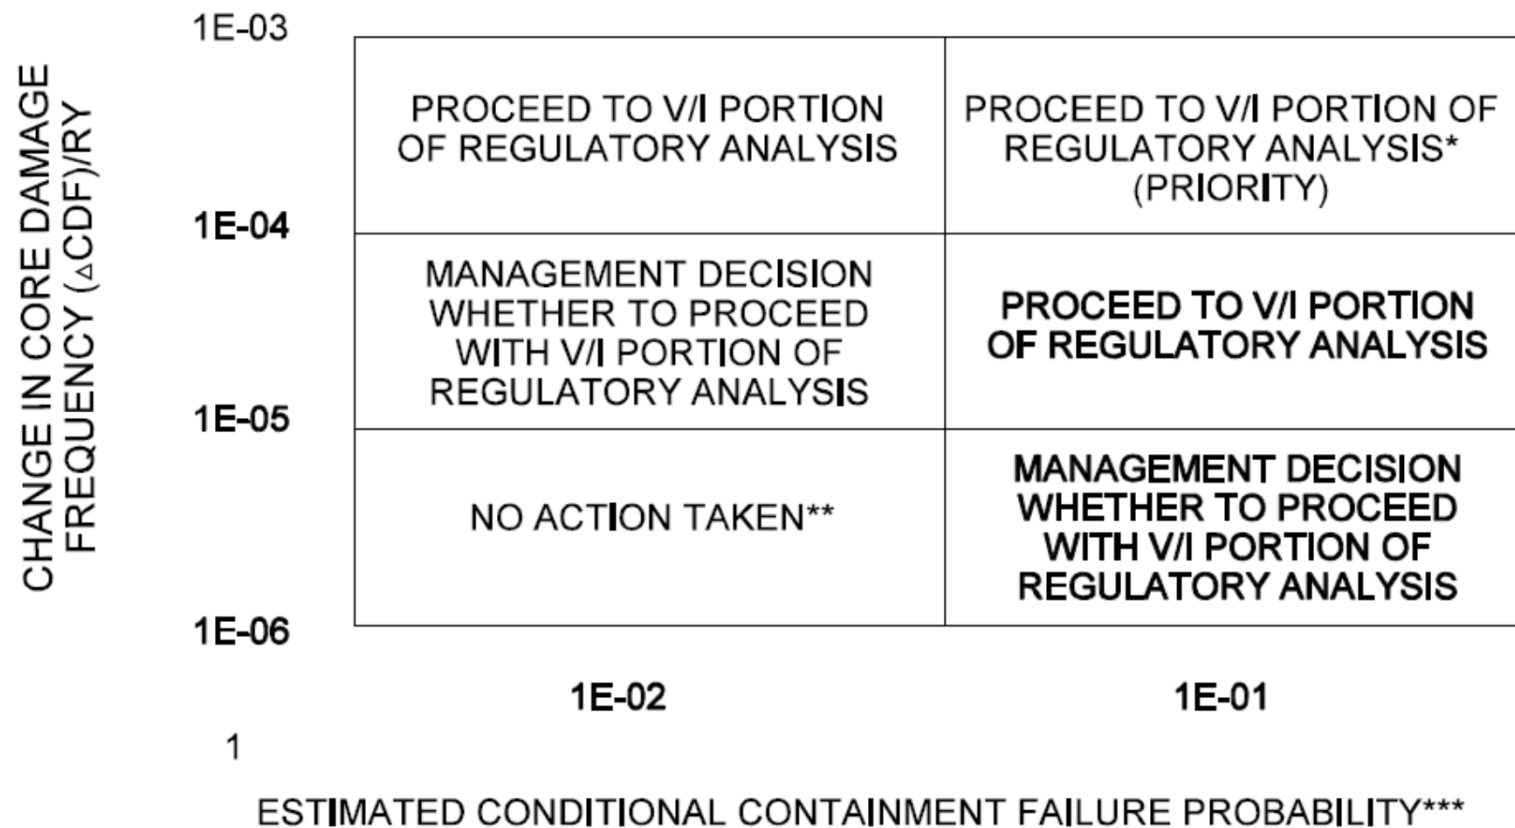 CHANGE IN CORE DAMAGE
FREQUENCY (△CDF)/RY
1E-03
PROCEED TO V/I PORTION
OF REGULATORY ANALYSIS
PROCEED TO V/I PORTION OF
REGULATORY ANALYSIS*
(PRIORITY)
1E-04
MANAGEMENT DECISION
WHETHER TO PROCEED
WITH V/I PORTION OF
REGULATORY ANALYSIS
PROCEED TO V/I PORTION
OF REGULATORY ANALYSIS
1E-05
NO ACTION TAKEN**
MANAGEMENT DECISION
WHETHER TO PROCEED
WITH V/I PORTION OF
REGULATORY ANALYSIS
1E-06
1E-02
1E-01
1
ESTIMATED CONDITIONAL CONTAINMENT FAILURE PROBABILITY***